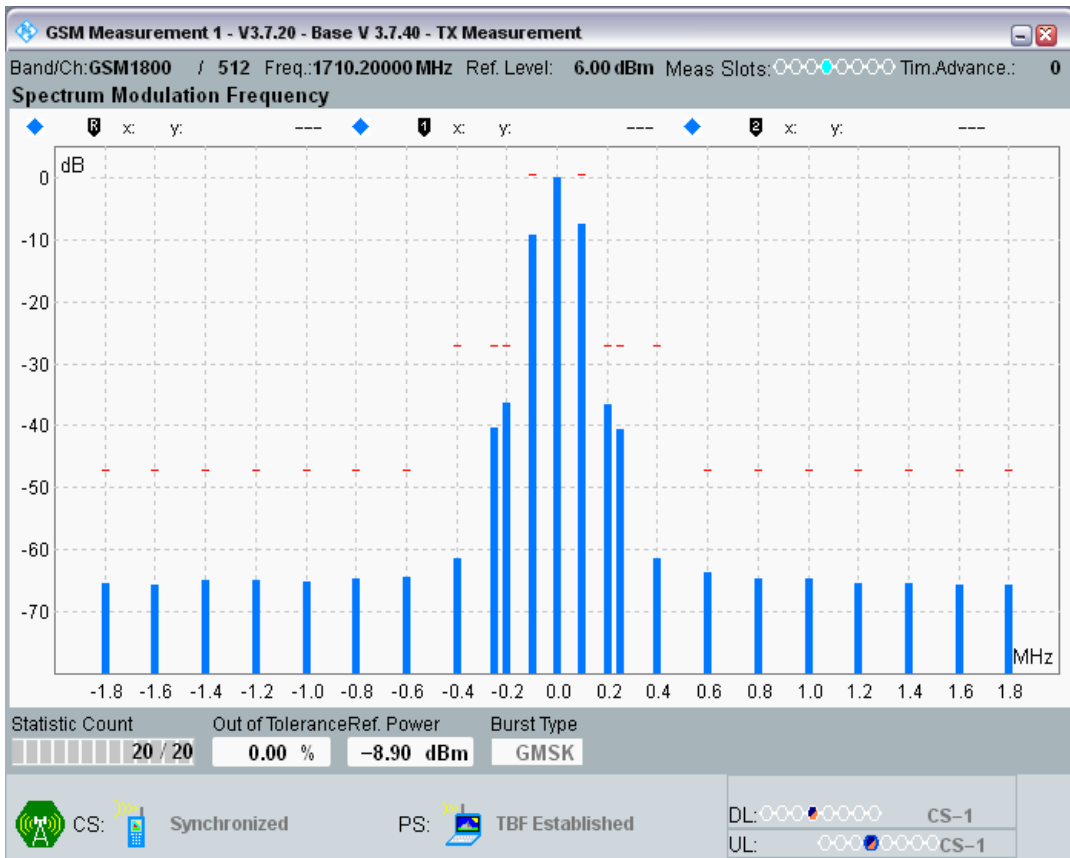 GSM Measurement 1 - V3.7.20 - Base V 3.7.40 - TX Measurement
Band/Ch:GSM1800 / 512 Freq.:1710.20000 MHz Ref. Level: 6.00 dBm Meas Slots: Tim.Advance.: 0
Spectrum Modulation Frequency
R x: y: --- 1 x: y: --- 2 x: y: ---
dB
0
-10
-20
-30
-40
-50
-60
-70
MHz
-1.8 -1.6 -1.4 -1.2 -1.0 -0.8 -0.6 -0.4 -0.2 0.0 0.2 0.4 0.6 0.8 1.0 1.2 1.4 1.6 1.8
Statistic Count Out of Tolerance Ref. Power Burst Type
20 / 20 0.00 % -8.90 dBm GMSK
CS: Synchronized PS: TBF Established
DL: CS-1
UL: CS-1